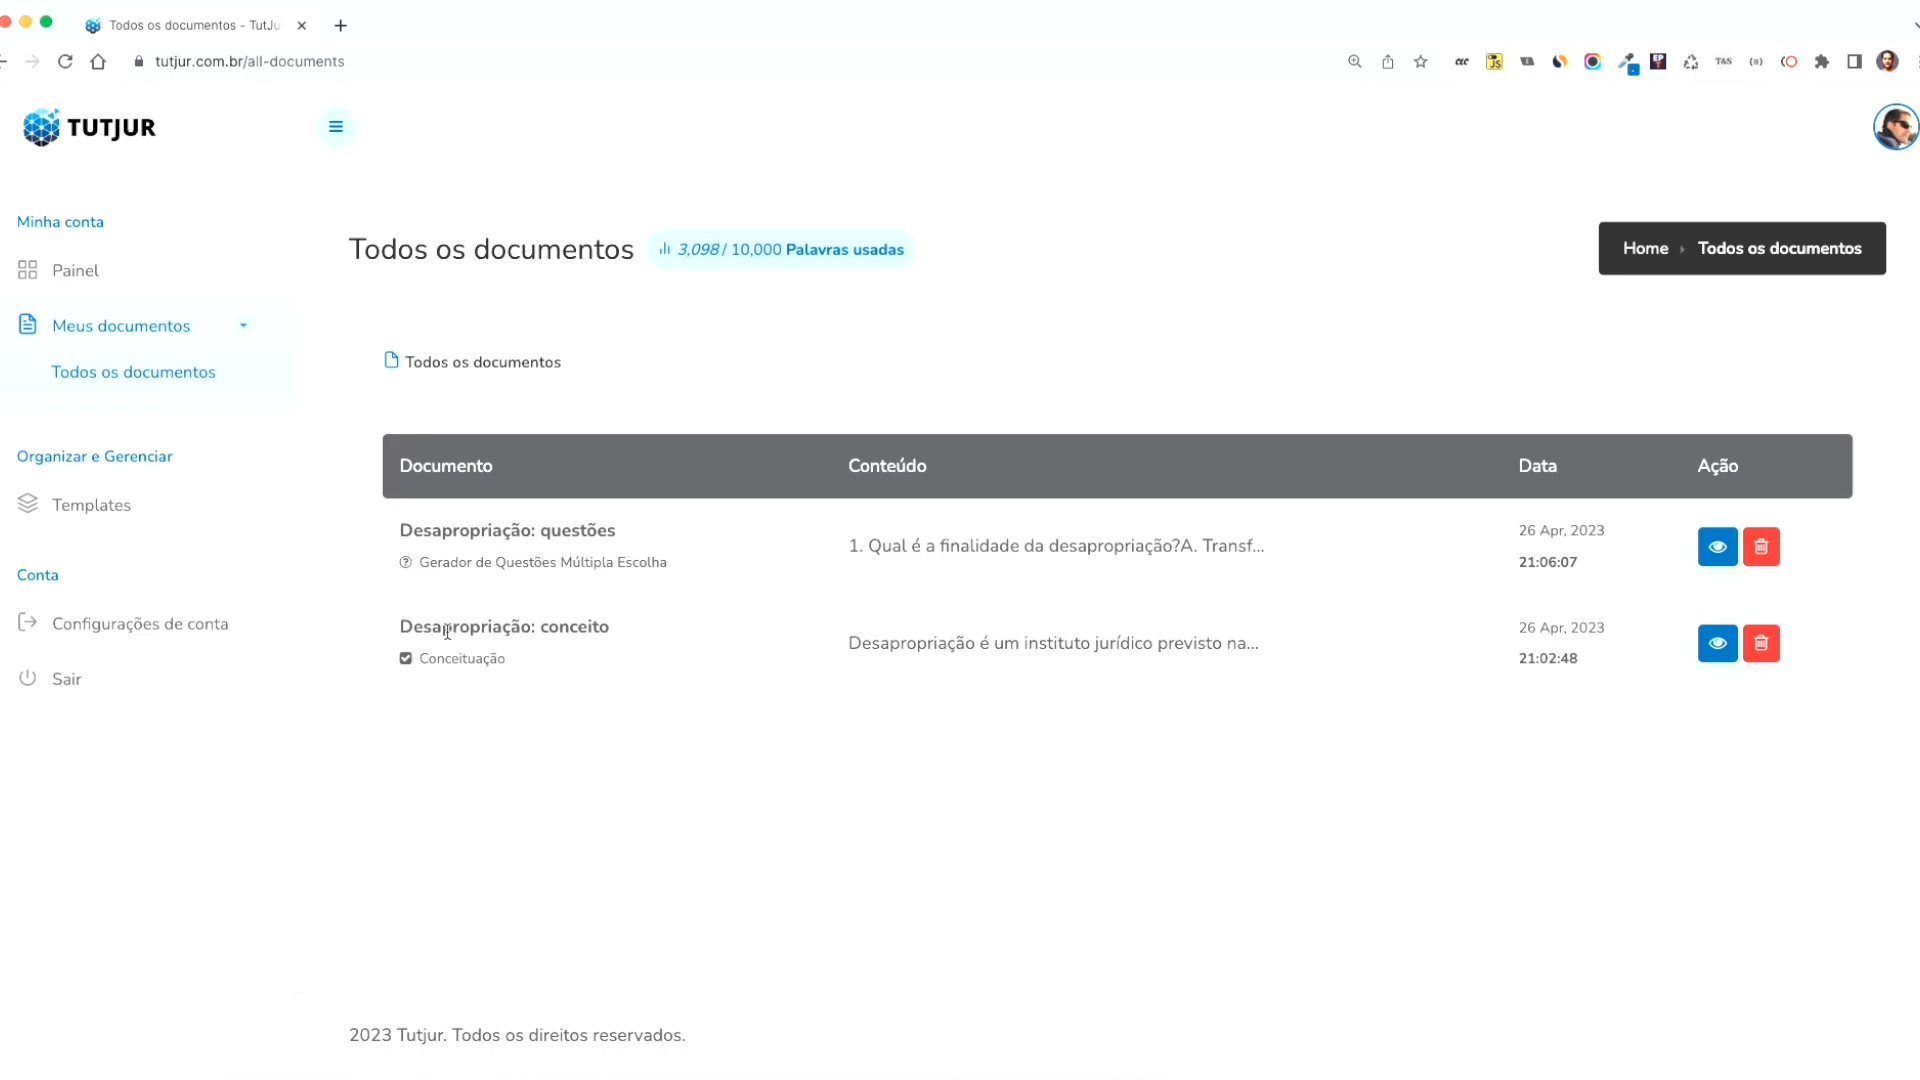 Todos os documentos - TutJu
tutjur.com.br/all-documents
TUTJUR
Minha conta
Painel
Meus documentos
Todos os documentos
Organizar e Gerenciar
Templates
Conta
Configurações de conta
Sair
Todos os documentos
3,098 / 10,000 Palavras usadas
Home
Todos os documentos
Todos os documentos
Documento Conteúdo Data Ação
Desapropriação: questões
Gerador de Questões Múltipla Escolha
1. Qual é a finalidade da desapropriação?A. Transf...
26 Apr, 2023
21:06:07
Desapropriação: conceito
Conceituação
Desapropriação é um instituto jurídico previsto na...
26 Apr, 2023
21:02:48
2023 Tutjur. Todos os direitos reservados.